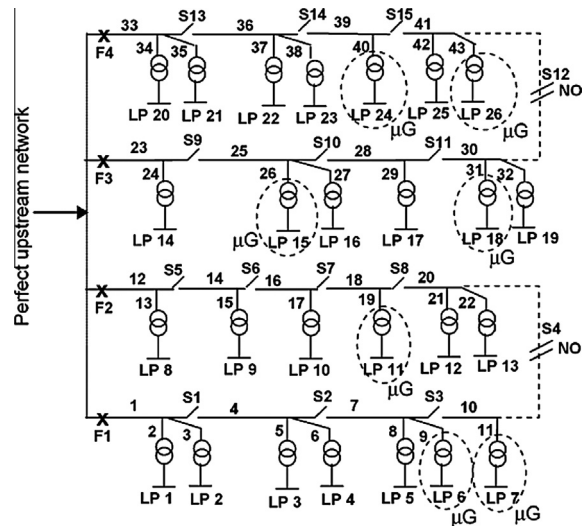 33 S13 36 S14 39 S15 41
F4 34 35 37 38 40 42 43
S12
NO
LP 20 LP 21 LP 22 LP 23 LP 24 LP 25 LP 26
μG μG
23 S9 25 S10 28 S11 30
F3 24 26 27 29 31 32
LP 14 LP 15 LP 16 LP 17 LP 18 LP 19
μG μG
Perfect upstream network
12 S5 14 S6 16 S7 18 S8 20
F2 13 15 17 19 21 22
S4
NO
LP 8 LP 9 LP 10 LP 11 LP 12 LP 13
μG
1 S1 4 S2 7 S3 10
F1 2 3 5 6 8 9 11
LP 1 LP 2 LP 3 LP 4 LP 5 LP 6 LP 7
μG μG